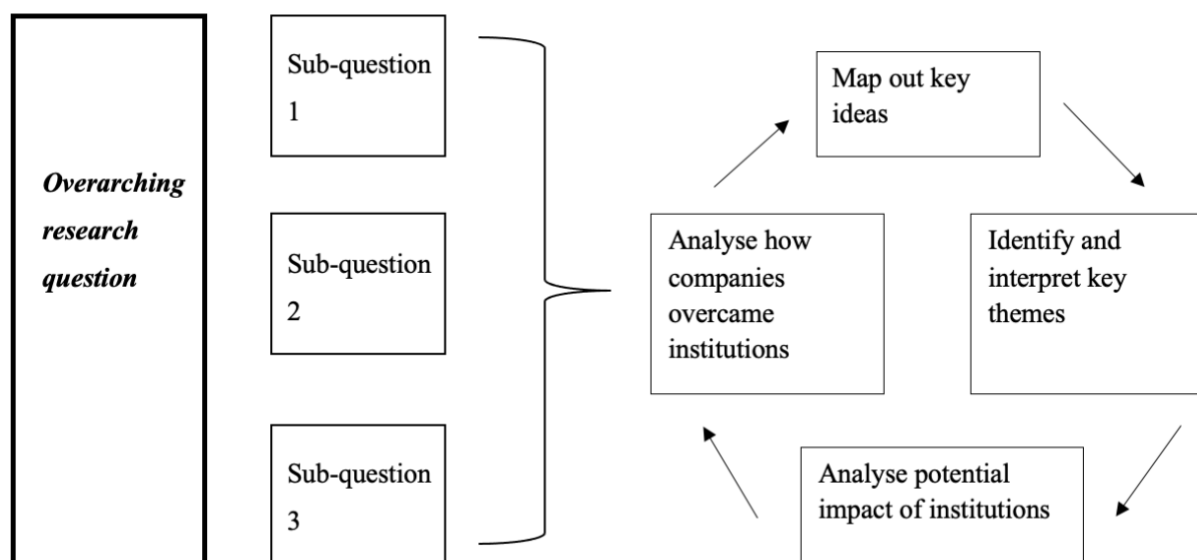 Overarching
research
question
Sub-question
1
Sub-question
2
Sub-question
3
Map out key
ideas
Identify and
interpret key
themes
Analyse potential
impact of institutions
Analyse how
companies
overcame
institutions